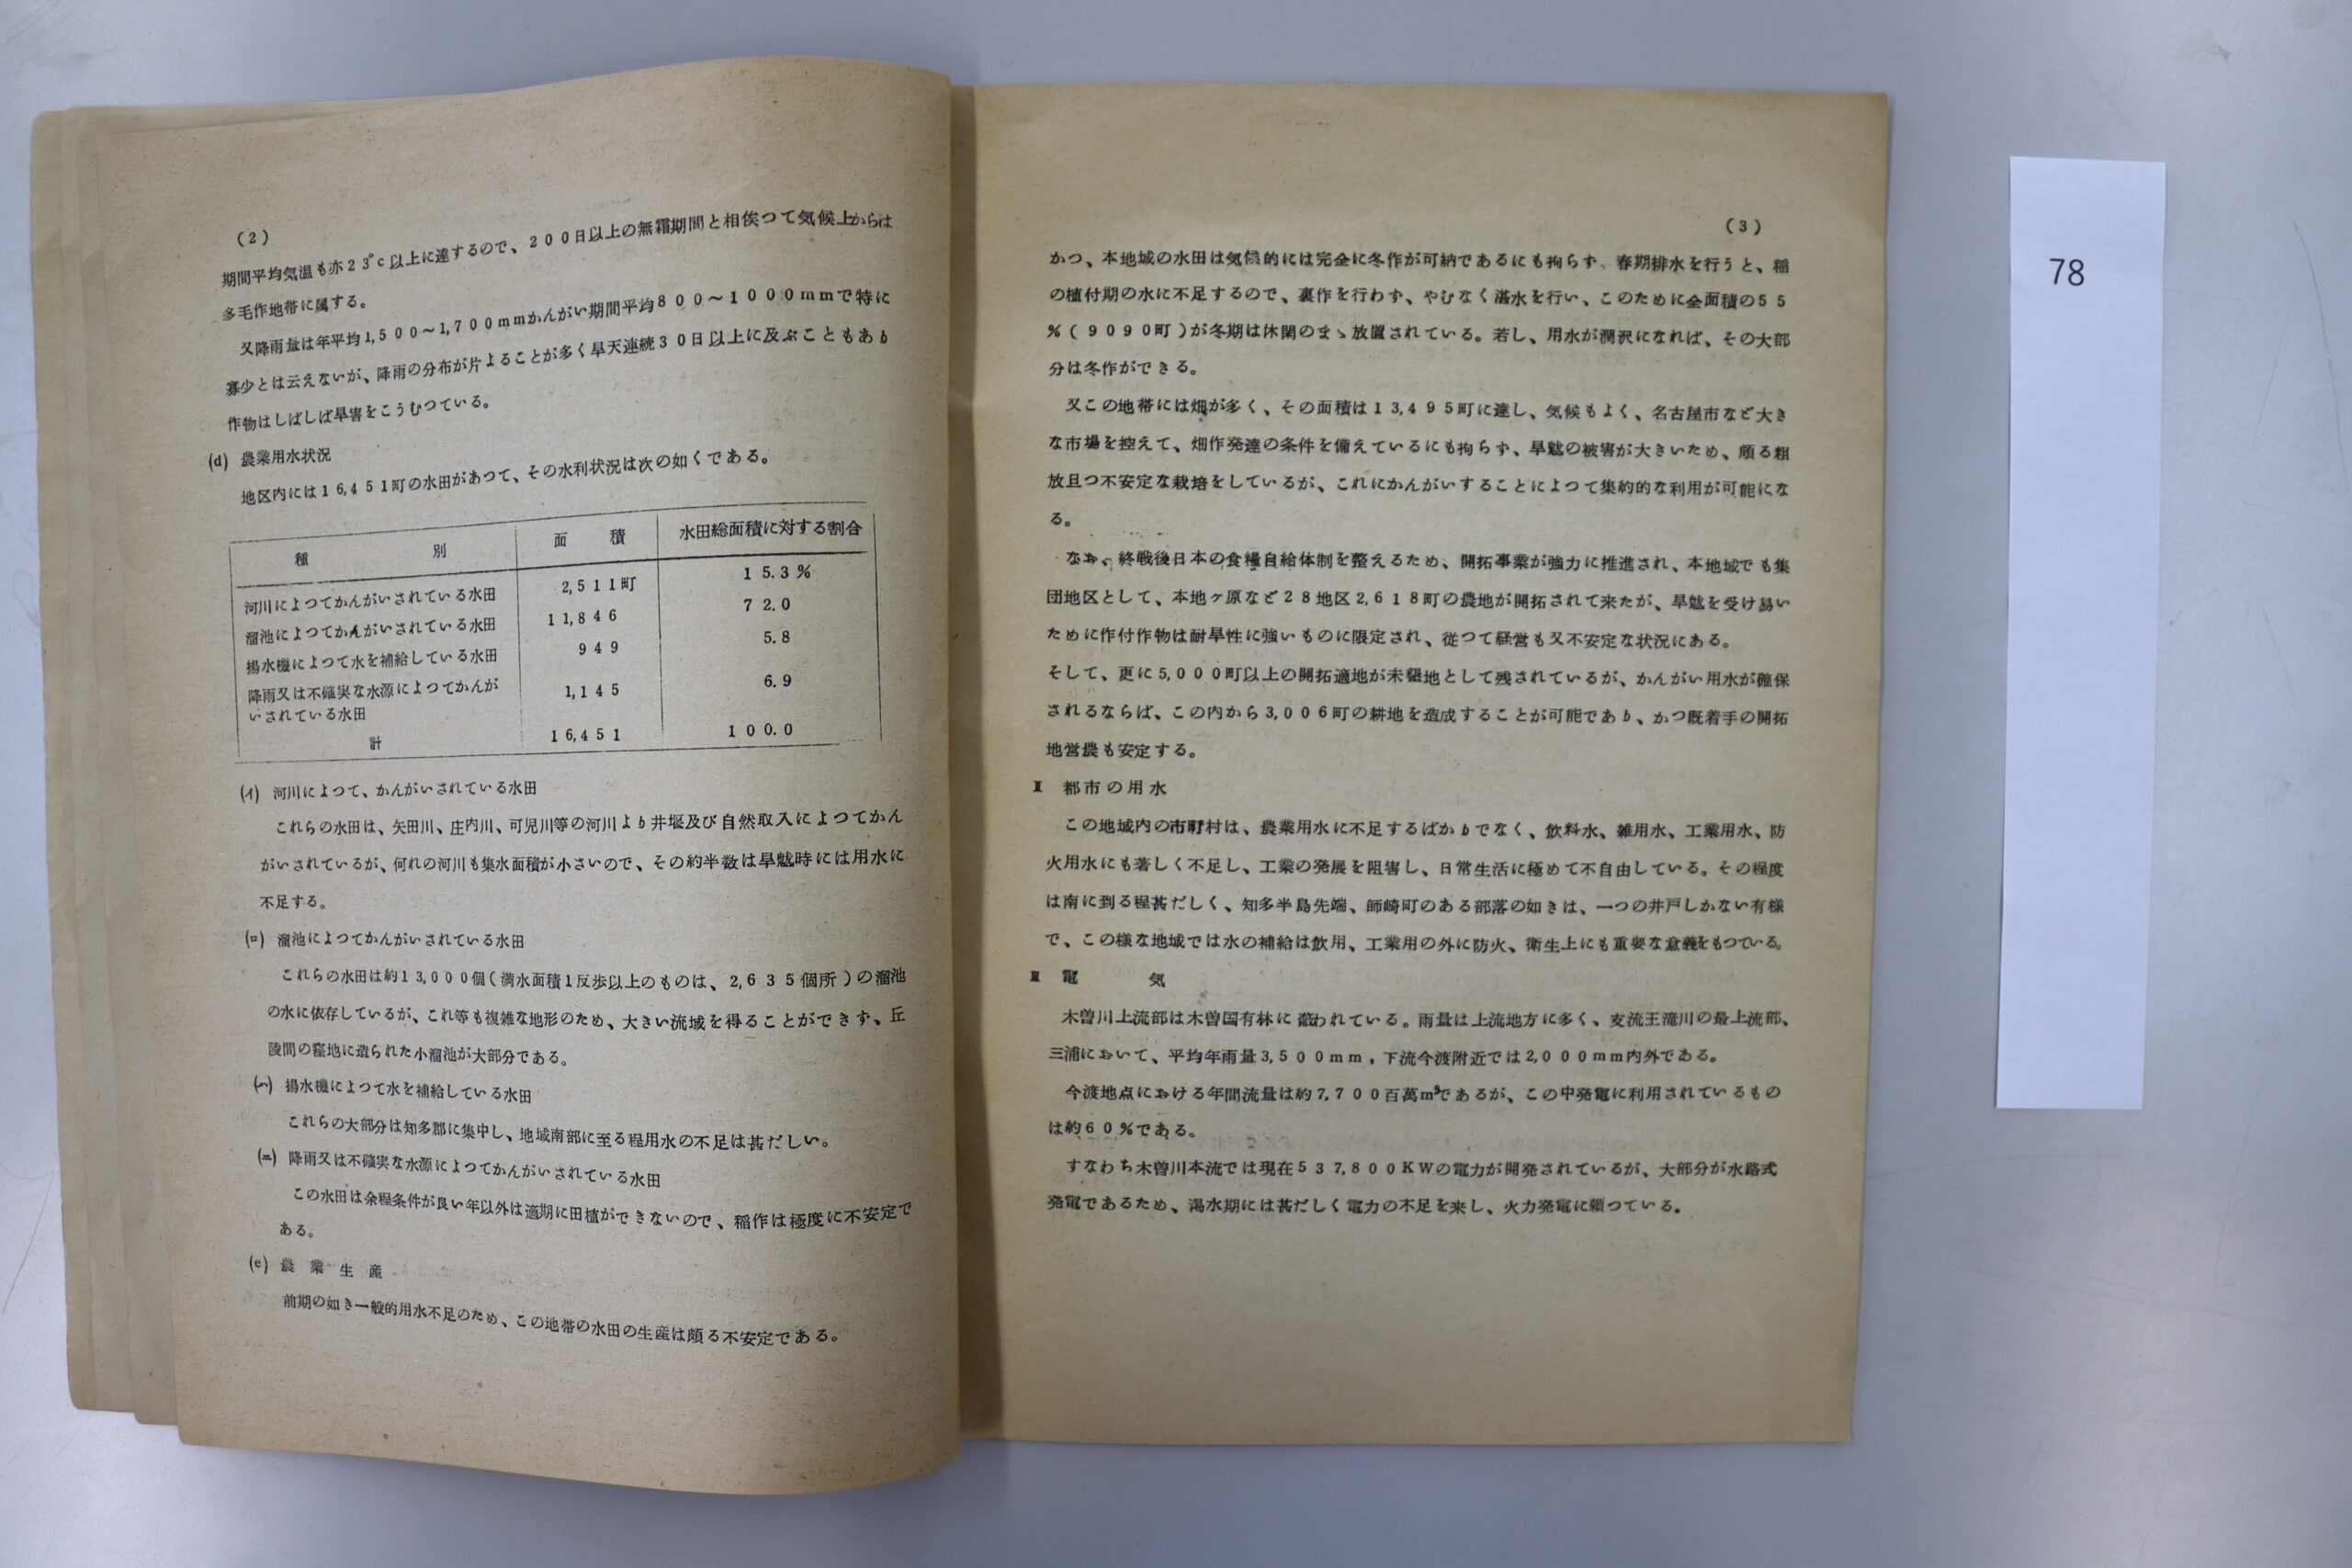 (2)
期間平均気温も亦23°c以上に達するので、200日以上の無霜期間と相俟つて気候上からは
多毛作地帯に属する。
又降雨量は年平均1,500～1,700mmかんがい期間平均800～1000mmで特に
寡少とは云えないが、降雨の分布が片よることが多く旱天連続30日以上に及ぶこともあり
作物はしばしば旱害をこうむつている。
(d) 農業用水状況
地区内には16,451町の水田があつて、その水利状況は次の如くである。
種 別 面 積 水田総面積に対する割合
河川によつてかんがいされている水田 2,511町 15.3%
溜池によつてかんがいされている水田 11,846 72.0
揚水機によつて水を補給している水田 949 5.8
降雨又は不確実な水源によつてかんが
いされている水田 1,145 6.9
計 16,451 100.0
(イ) 河川によつて、かんがいされている水田
これらの水田は、矢田川、庄内川、可児川等の河川より井堰及び自然取入によつてかん
がいされているが、何れの河川も集水面積が小さいので、その約半数は旱魃時には用水に
不足する。
(ロ) 溜池によつてかんがいされている水田
これらの水田は約13,000個(満水面積1反歩以上のものは、2,635個所)の溜池
の水に依存しているが、これ等も複雑な地形のため、大きい流域を得ることができず、丘
陵間の窪地に造られた小溜池が大部分である。
(ハ) 揚水機によつて水を補給している水田
これらの大部分は知多郡に集中し、地域南部に至る程用水の不足は甚だしい。
(ニ) 降雨又は不確実な水源によつてかんがいされている水田
この水田は余程条件が良い年以外は適期に田植ができないので、稲作は極度に不安定で
ある。
(e) 農業生産
前期の如き一般的用水不足のため、この地帯の水田の生産は頗る不安定である。
(3)
かつ、本地域の水田は気候的には完全に冬作が可納であるにも拘らず、春期排水を行うと、稲
の植付期の水に不足するので、裏作を行わず、やむなく湛水を行い、このために全面積の55
%(9090町)が冬期は休閑のまゝ放置されている。若し、用水が潤沢になれば、その大部
分は冬作ができる。
又この地帯には畑が多く、その面積は13,495町に達し、気候もよく、名古屋市など大き
な市場を控えて、畑作発達の条件を備えているにも拘らず、旱魃の被害が大きいため、頗る粗
放且つ不安定な栽培をしているが、これにかんがいすることによつて集約的な利用が可能にな
る。
なお、終戦後日本の食糧自給体制を整えるため、開拓事業が強力に推進され、本地域でも集
団地区として、本地ヶ原など28地区2,618町の農地が開拓されて来たが、旱魃を受け易い
ために作付作物は耐旱性に強いものに限定され、従つて経営も又不安定な状況にある。
そして、更に5,000町以上の開拓適地が未墾地として残されているが、かんがい用水が確保
されるならば、この内から3,006町の耕地を造成することが可能であり、かつ既着手の開拓
地営農も安定する。
Ⅱ 都市の用水
この地域内の市町村は、農業用水に不足するばかりでなく、飲料水、雑用水、工業用水、防
火用水にも著しく不足し、工業の発展を阻害し、日常生活に極めて不自由している。その程度
は南に到る程甚だしく、知多半島先端、師崎町のある部落の如きは、一つの井戸しかない有様
で、この様な地域では水の補給は飲用、工業用の外に防火、衛生上にも重要な意義をもつている。
Ⅲ 電 気
木曽川上流部は木曽国有林に蔽われている。雨量は上流地方に多く、支流王滝川の最上流部、
三浦において、平均年雨量3,500mm,下流今渡附近では2,000mm内外である。
今渡地点における年間流量は約7,700百萬m³であるが、この中発電に利用されているもの
は約60%である。
すなわち木曽川本流では現在537,800KWの電力が開発されているが、大部分が水路式
発電であるため、渇水期には甚だしく電力の不足を来し、火力発電に頼つている。
78